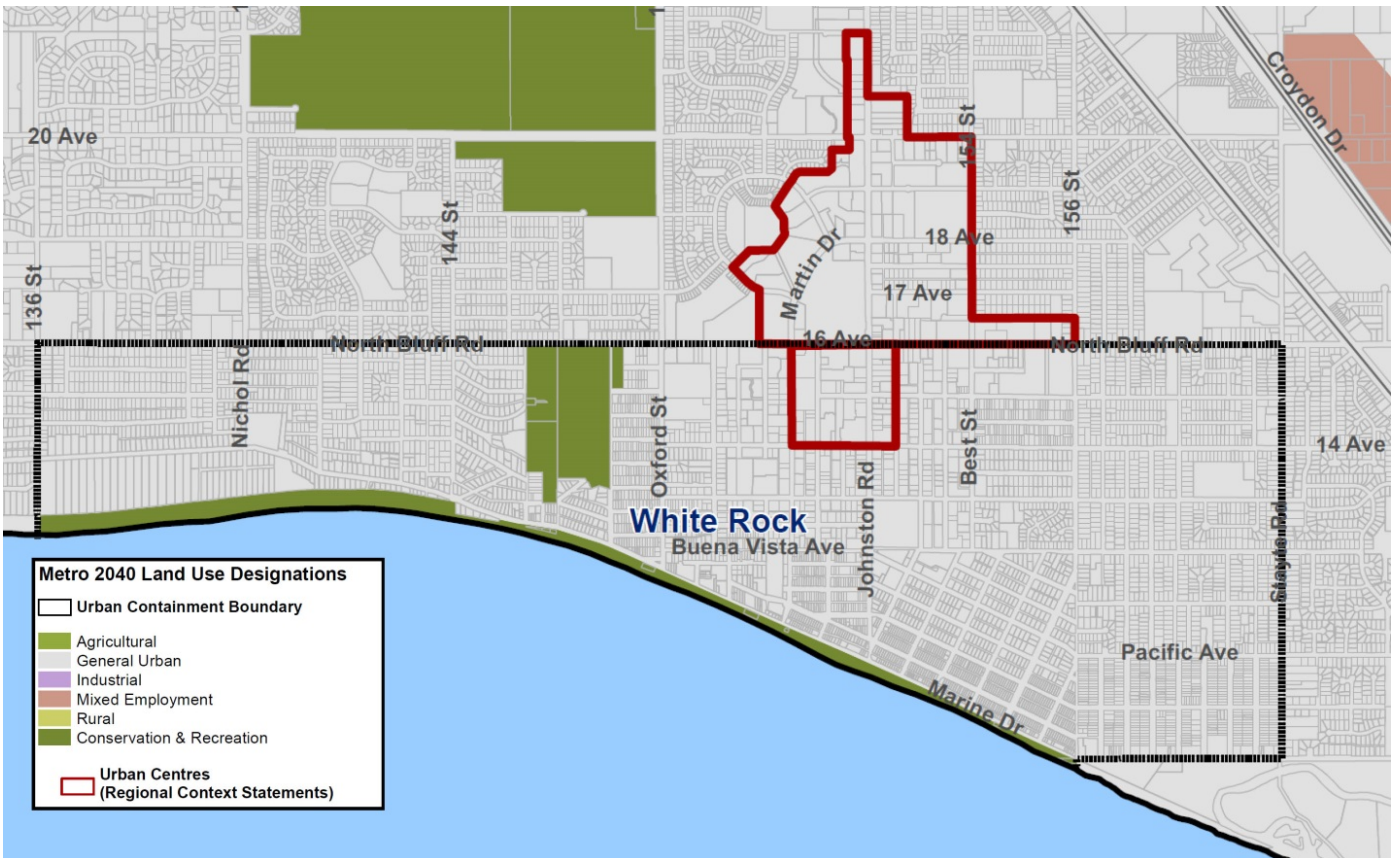 20 Ave
Croydon Dr
154 St
156 St
144 St
18 Ave
Martin Dr
17 Ave
136 St
16 Ave
North Bluff Rd
North Bluff Rd
Nichol Rd
Oxford St
Best St
14 Ave
Johnston Rd
White Rock
Buena Vista Ave
Stayte Rd
Pacific Ave
Marine Dr
Metro 2040 Land Use Designations
Urban Containment Boundary
Agricultural
General Urban
Industrial
Mixed Employment
Rural
Conservation & Recreation
Urban Centres
(Regional Context Statements)